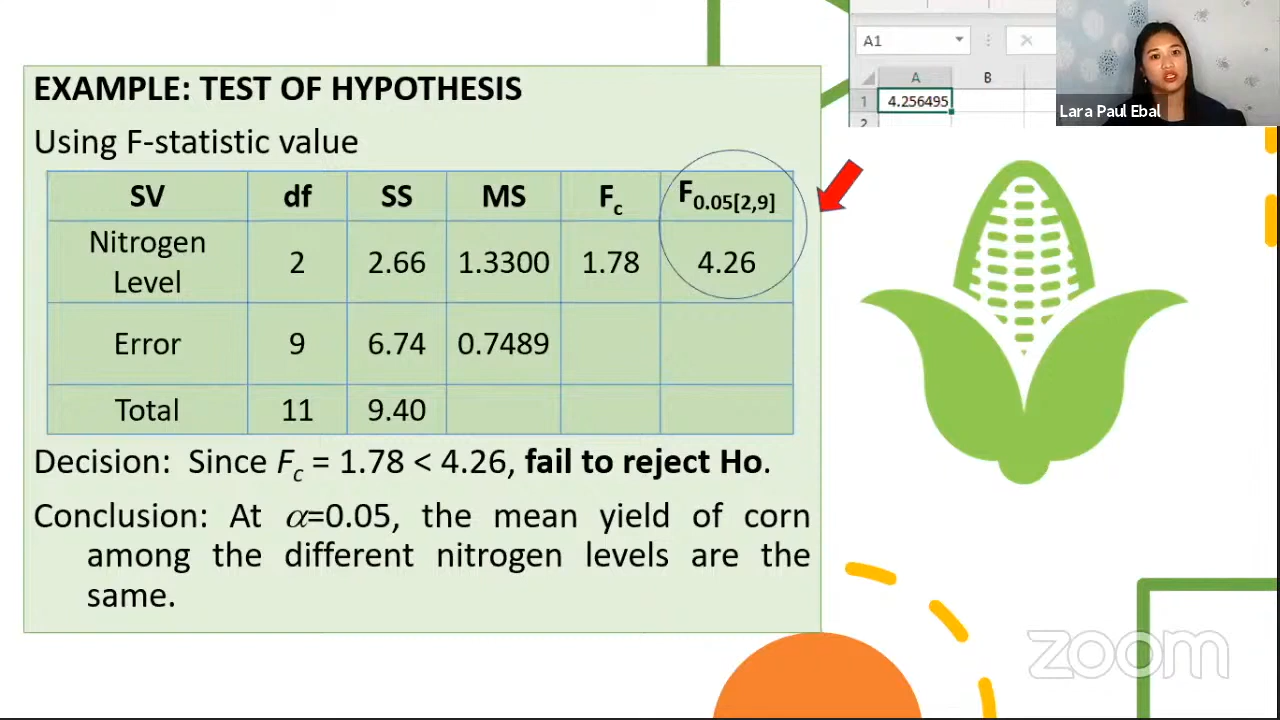 EXAMPLE: TEST OF HYPOTHESIS
Using F-statistic value
SV df SS MS Fc F0.05[2,9]
Nitrogen Level 2 2.66 1.3300 1.78 4.26
Error 9 6.74 0.7489
Total 11 9.40
Decision: Since Fc = 1.78 < 4.26, fail to reject Ho.
Conclusion: At α=0.05, the mean yield of corn
among the different nitrogen levels are the
same.
A1
A B
1 4.256495
2
Lara Paul Ebal
zoom